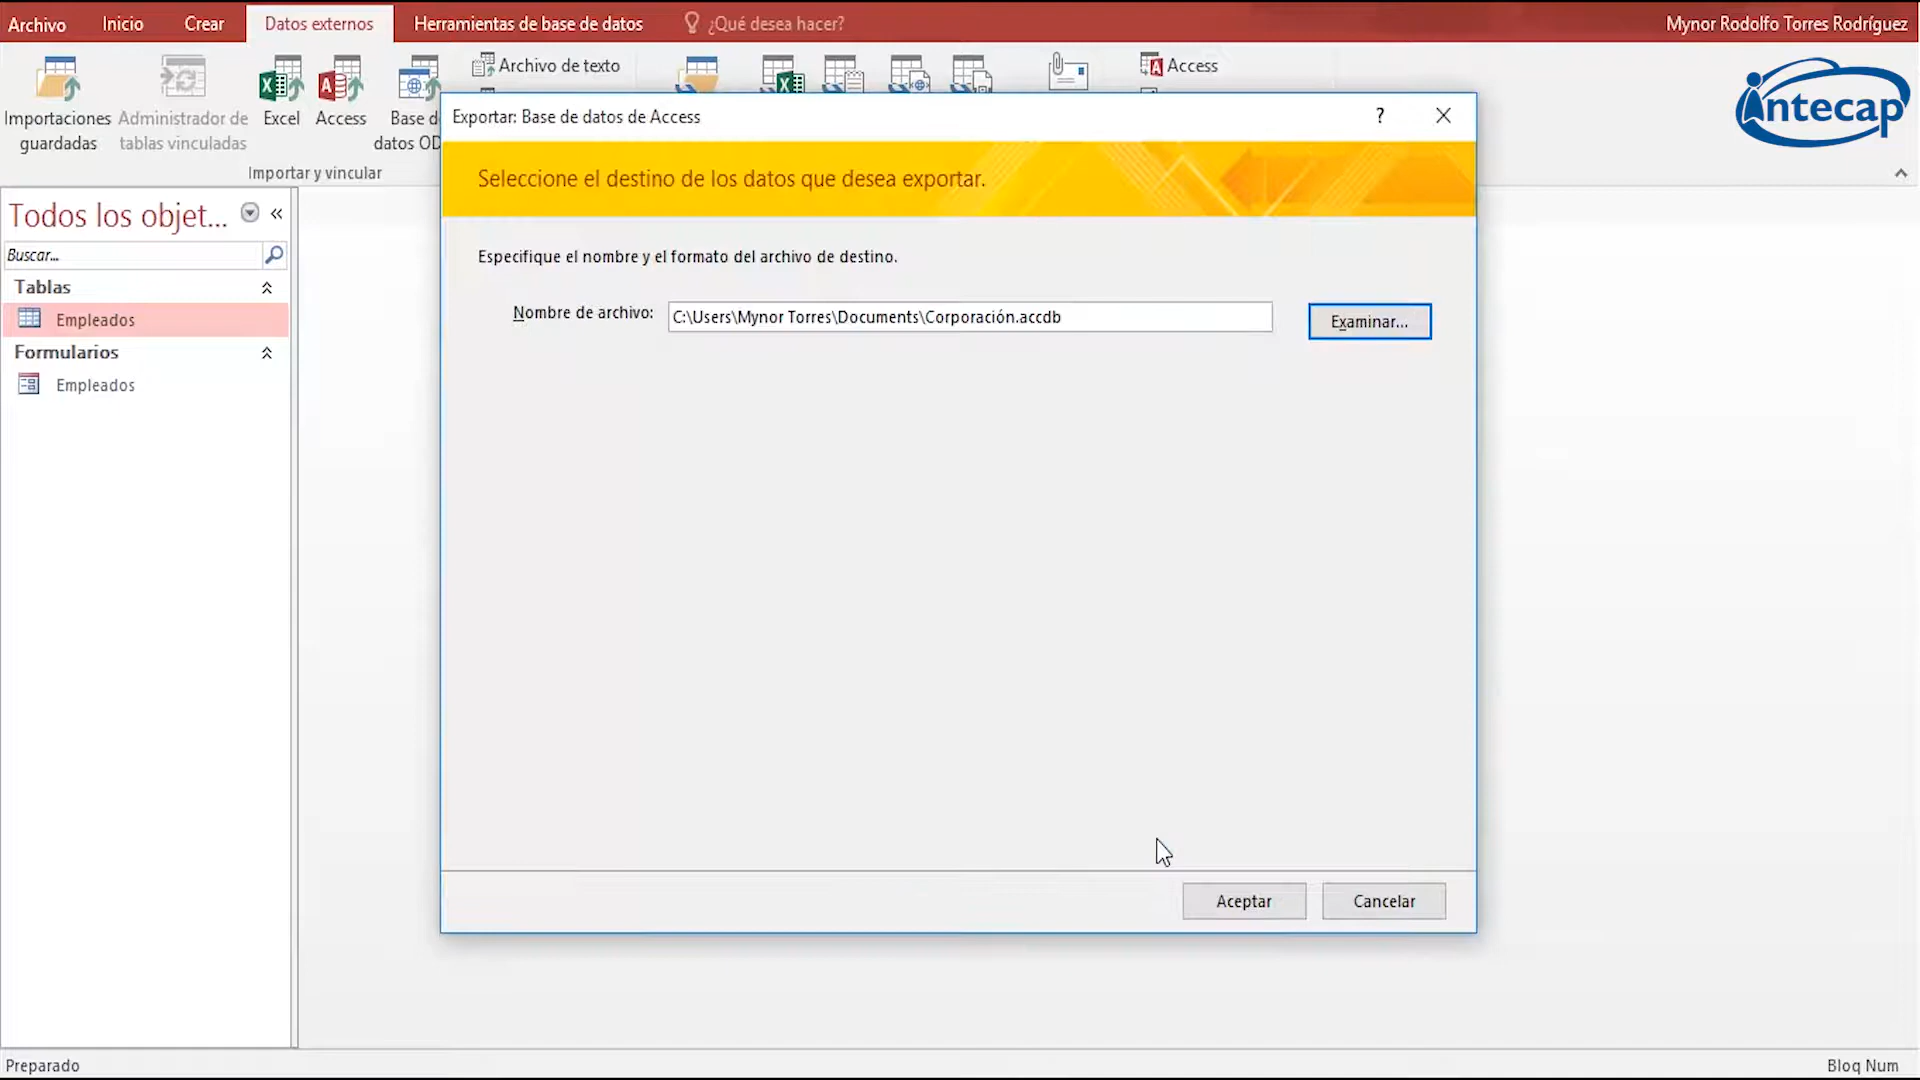 Archivo Inicio Crear Datos externos Herramientas de base de datos ¿Qué desea hacer? Mynor Rodolfo Torres Rodríguez
Importaciones guardadas
Administrador de tablas vinculadas
Excel
Access
Base d
datos OD
Archivo de texto
Access
Importar y vincular
Intecap
Todos los objet... «
Buscar...
Tablas
Empleados
Formularios
Empleados
Exportar: Base de datos de Access ?
Seleccione el destino de los datos que desea exportar.
Especifique el nombre y el formato del archivo de destino.
Nombre de archivo: C:\Users\Mynor Torres\Documents\Corporación.accdb Examinar...
Aceptar Cancelar
Preparado Bloq Num